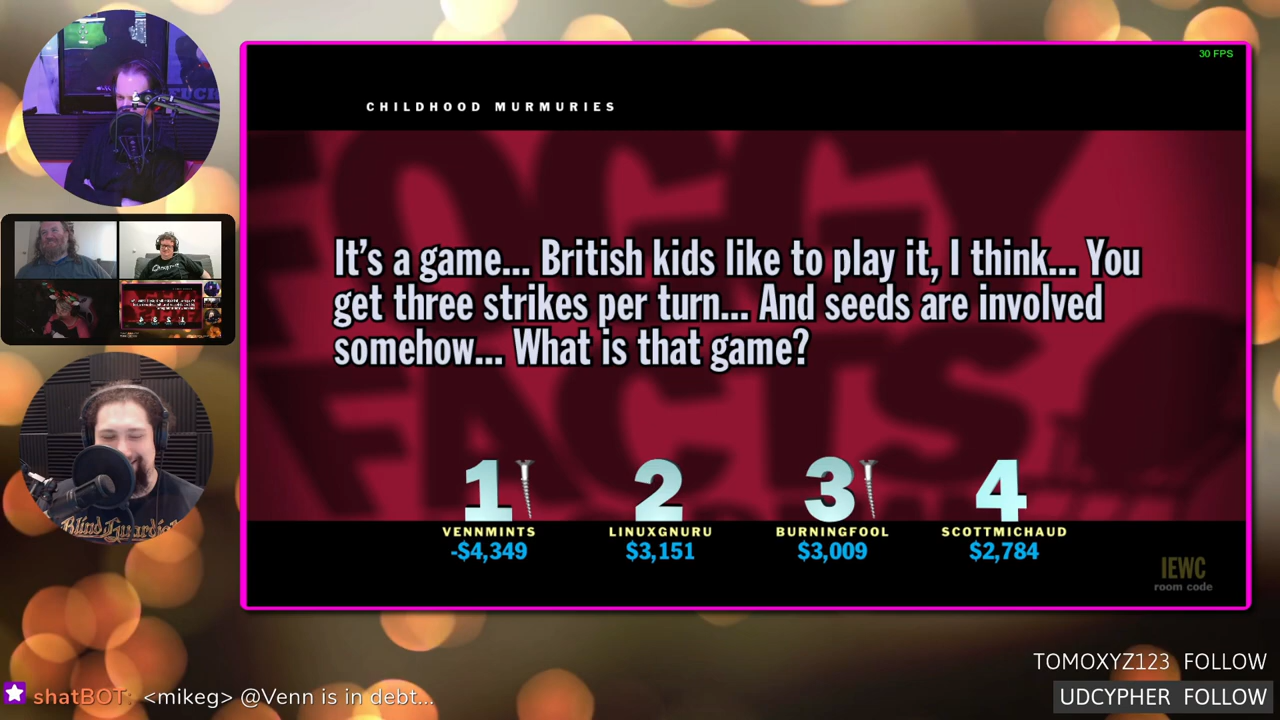 30 FPS
CHILDHOOD MURMURIES
It's a game... British kids like to play it, I think... You
get three strikes per turn... And seeds are involved
somehow... What is that game?
1 2 3 4
VENNMINTS LINUXGNURU BURNINGFOOL SCOTTMICHAUD
-$4,349 $3,151 $3,009 $2,784
IEWC
room code
Blind Guardian
TOMOXYZ123 FOLLOW
UDCYPHER FOLLOW
shatBOT: <mikeg> @Venn is in debt...